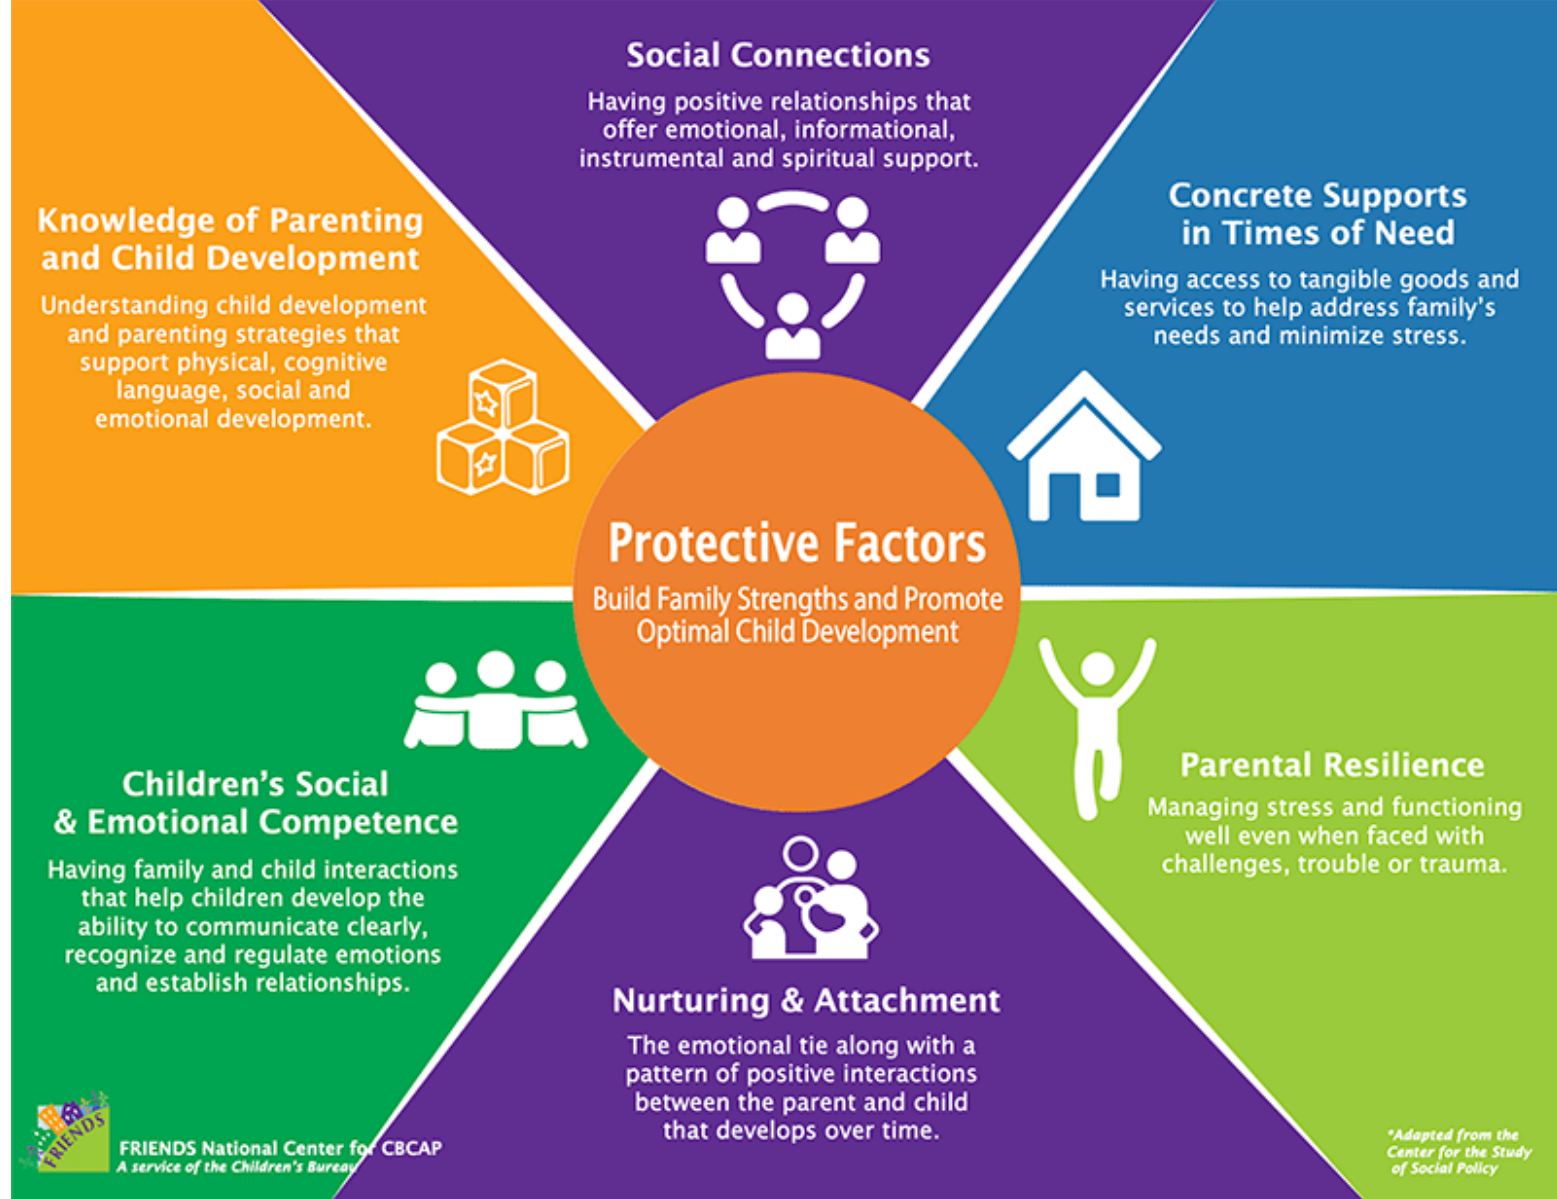 Social Connections
Having positive relationships that
offer emotional, informational,
instrumental and spiritual support.
Concrete Supports
in Times of Need
Having access to tangible goods and
services to help address family's
needs and minimize stress.
Knowledge of Parenting
and Child Development
Understanding child development
and parenting strategies that
support physical, cognitive
language, social and
emotional development.
Protective Factors
Build Family Strengths and Promote
Optimal Child Development
Parental Resilience
Managing stress and functioning
well even when faced with
challenges, trouble or trauma.
Children’s Social
& Emotional Competence
Having family and child interactions
that help children develop the
ability to communicate clearly,
recognize and regulate emotions
and establish relationships.
Nurturing & Attachment
The emotional tie along with a
pattern of positive interactions
between the parent and child
that develops over time.
FRIENDS
FRIENDS National Center for CBCAP
A service of the Children's Bureau
*Adapted from the
Center for the Study
of Social Policy